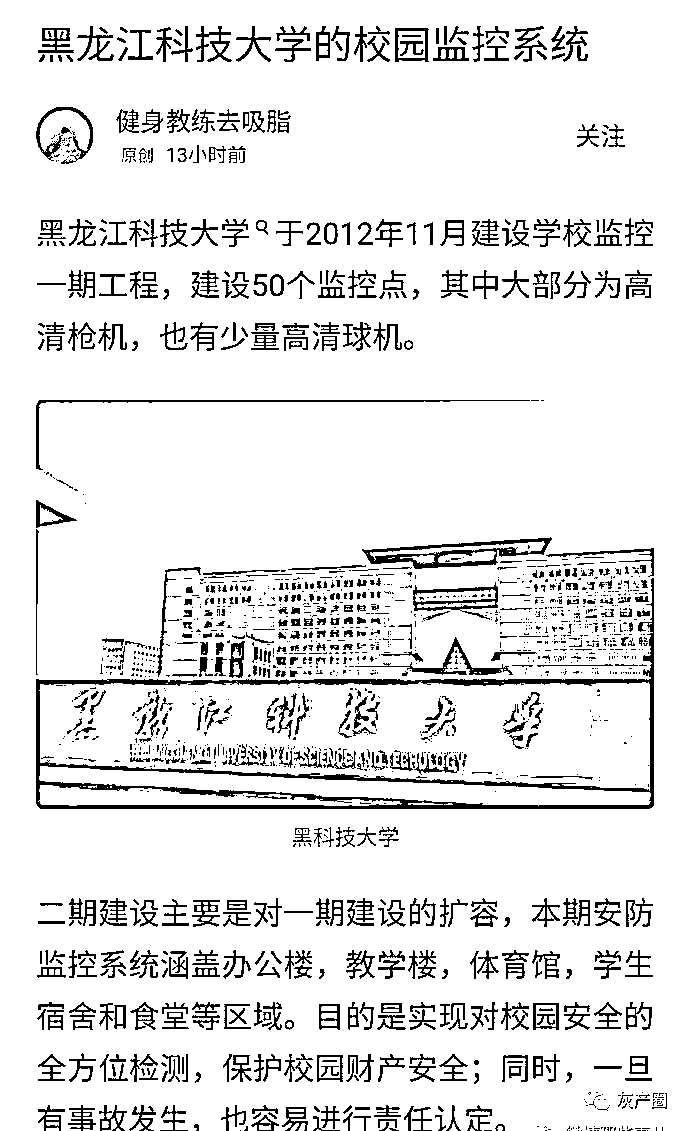 黑龙江科技大学的校园监控系统
健身教练去吸脂
原创 13小时前
关注
黑龙江科技大学于2012年11月建设学校监控
一期工程，建设50个监控点，其中大部分为高
清枪机，也有少量高清球机。
黑龙江科技大学
HEILONGJIANG UNIVERSITY OF SCIENCE AND TECHNOLOGY
黑科技大学
二期建设主要是对一期建设的扩容，本期安防
监控系统涵盖办公楼，教学楼，体育馆，学生
宿舍和食堂等区域。目的是实现对校园安全的
全方位检测，保护校园财产安全；同时，一旦
有事故发生，也容易进行责任认定。
灰产圈